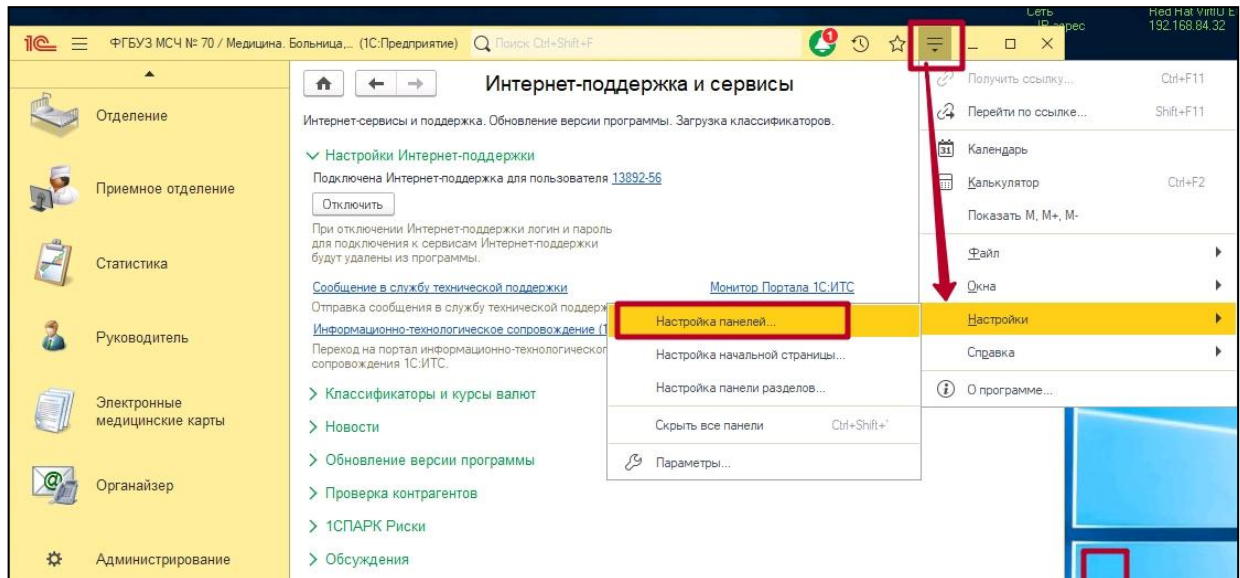 Сеть
Red Hat VirtIO E
IP адрес
192.168.84.32
1С
ФГБУЗ МСЧ № 70 / Медицина. Больница,... (1С:Предприятие)
Поиск Ctrl+Shift+F
1
Отделение
Приемное отделение
Статистика
Руководитель
Электронные
медицинские карты
Органайзер
Администрирование
Интернет-поддержка и сервисы
Интернет-сервисы и поддержка. Обновление версии программы. Загрузка классификаторов.
Настройки Интернет-поддержки
Подключена Интернет-поддержка для пользователя 13892-56
Отключить
При отключении Интернет-поддержки логин и пароль
для подключения к сервисам Интернет-поддержки
будут удалены из программы.
Сообщение в службу технической поддержки
Монитор Портала 1С:ИТС
Отправка сообщения в службу технической поддерж
Информационно-технологическое сопровождение (1
Переход на портал информационно-технологическог
сопровождения 1С:ИТС.
Классификаторы и курсы валют
Новости
Обновление версии программы
Проверка контрагентов
1СПАРК Риски
Обсуждения
Настройка панелей...
Настройка начальной страницы...
Настройка панели разделов...
Скрыть все панели Ctrl+Shift+`
Параметры...
Получить ссылку... Ctrl+F11
Перейти по ссылке... Shift+F11
31 Календарь
Калькулятор Ctrl+F2
Показать M, M+, M-
Файл
Окна
Настройки
Справка
О программе...